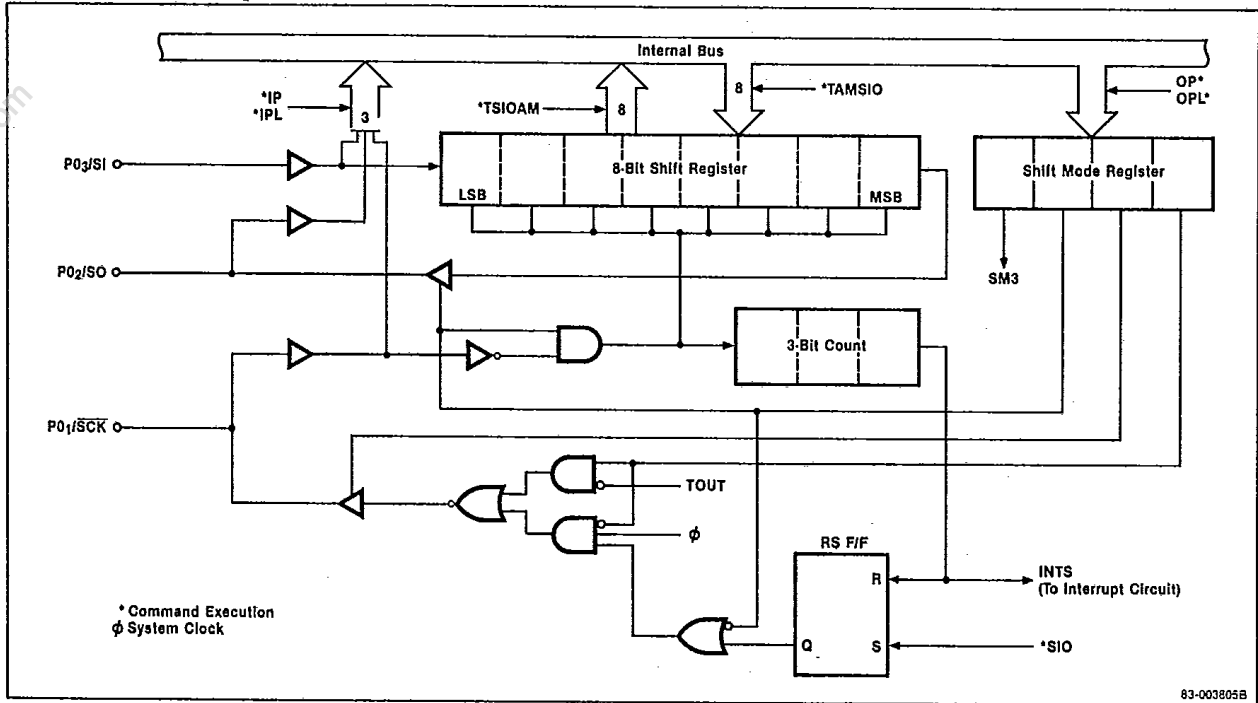 Internal Bus
*IP
*IPL
3
*TSIOAM
8
8
*TAMSIO
OP*
OPL*
P0₃/SI
8-Bit Shift Register
LSB
MSB
Shift Mode Register
P0₂/SO
SM3
3-Bit Count
P0₁/S̅C̅K̅
TOUT
ϕ
RS F/F
R
INTS
(To Interrupt Circuit)
Q
S
*SIO
* Command Execution
ϕ System Clock
83-003805B
om